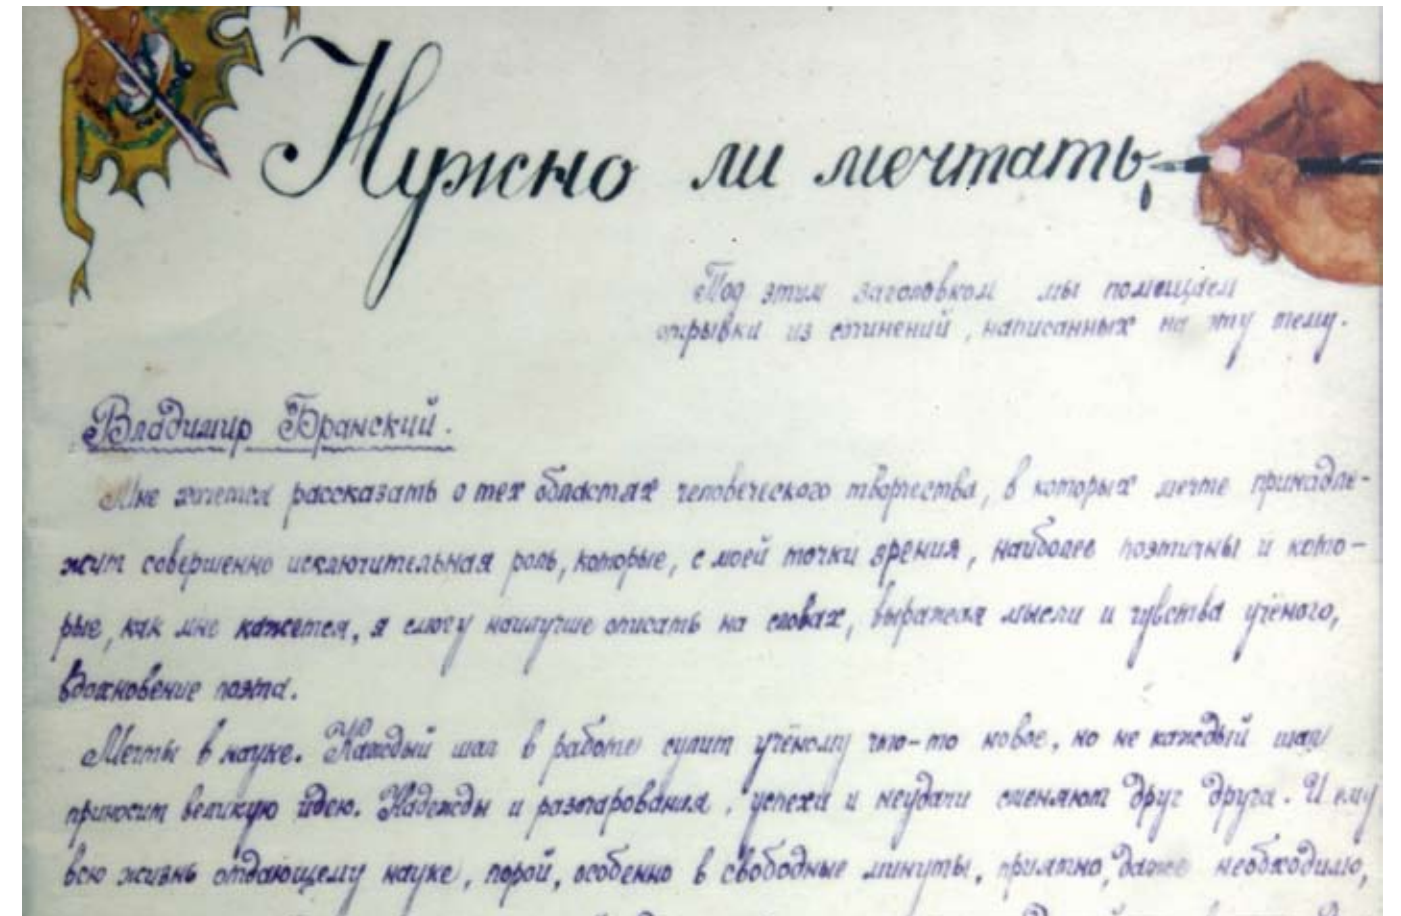 Нужно ли мечтать
Под этим заголовком мы помещаем
отрывки из сочинений, написанных на эту тему.
Владимир Бранский.
Мне хочется рассказать о тех областях человеческого творчества, в которых мечте принадле-
жит совершенно исключительная роль, которые, с моей точки зрения, наиболее поэтичны и кото-
рые, как мне кажется, я смогу наилучше описать на словах, выражая мысли и чувства учёного,
вдохновение поэта.
Мечты в науке. Каждый шаг в работе сулит учёному что-то новое, но не каждый шаг
приносит великую идею. Надежды и разочарования, успехи и неудачи сменяют друг друга. И ему
всю жизнь отдающему науке, порой, особенно в свободные минуты, приятно, даже необходимо,